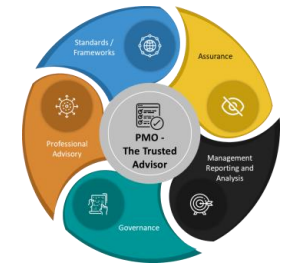 Standards /
Frameworks
Assurance
Professional
Advisory
PMO -
The Trusted
Advisor
Management
Reporting and
Analysis
Governance